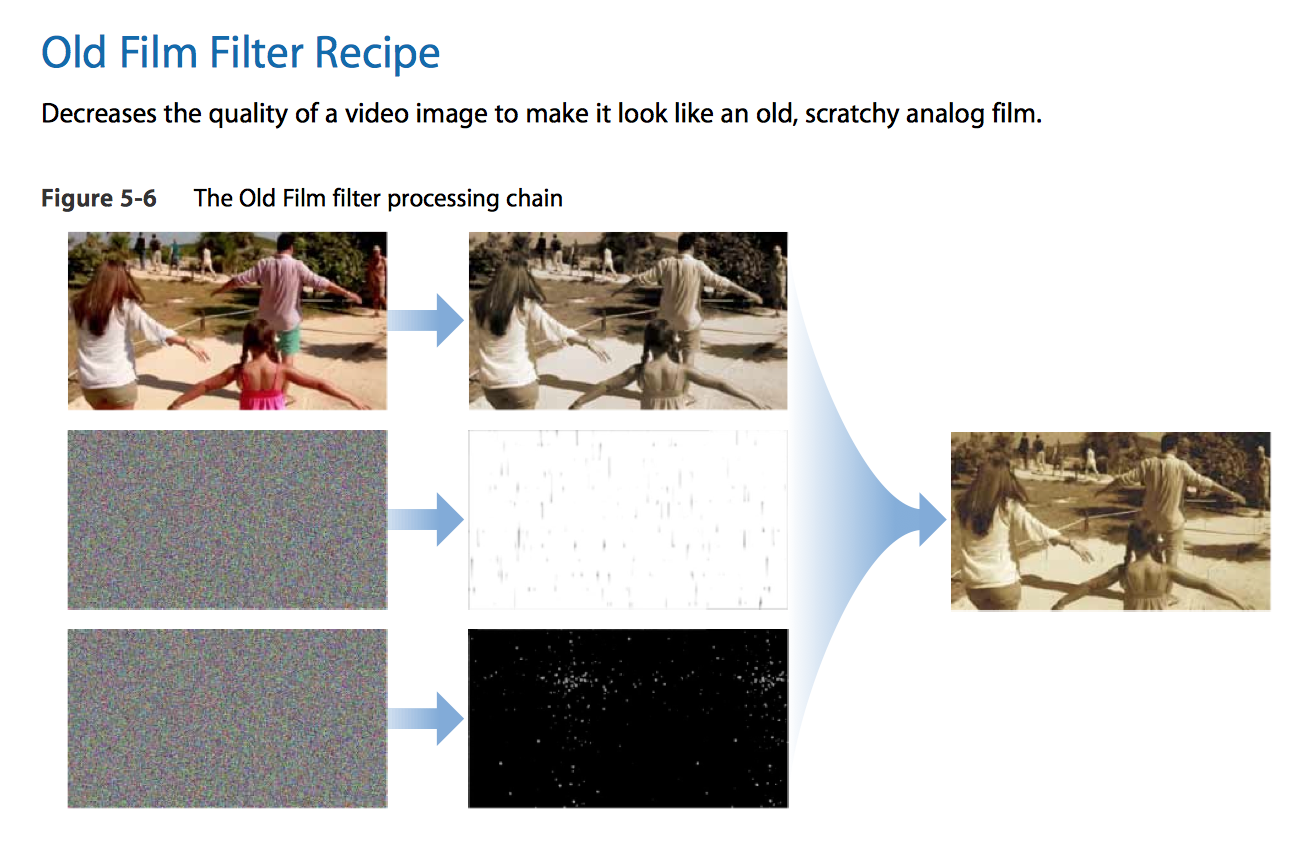 Old Film Filter Recipe
Decreases the quality of a video image to make it look like an old, scratchy analog film.
Figure 5-6 The Old Film filter processing chain